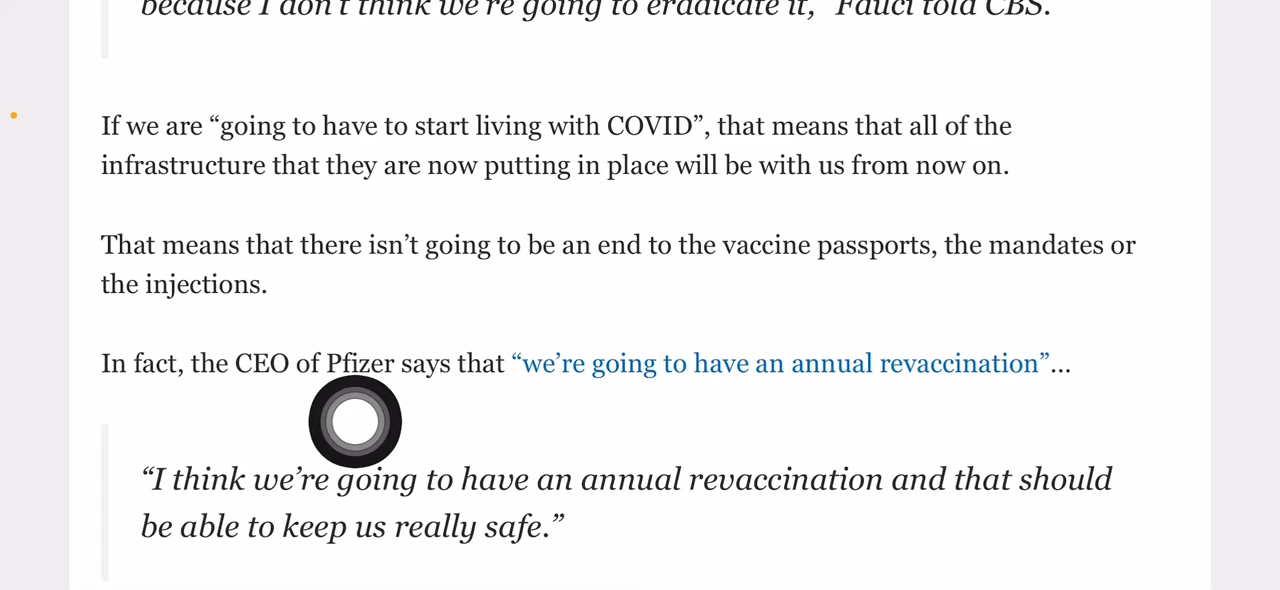 because I don't think we're going to eradicate it,” Fauci told CBS.
If we are “going to have to start living with COVID”, that means that all of the
infrastructure that they are now putting in place will be with us from now on.
That means that there isn’t going to be an end to the vaccine passports, the mandates or
the injections.
In fact, the CEO of Pfizer says that “we’re going to have an annual revaccination”...
“I think we’re going to have an annual revaccination and that should
be able to keep us really safe.”